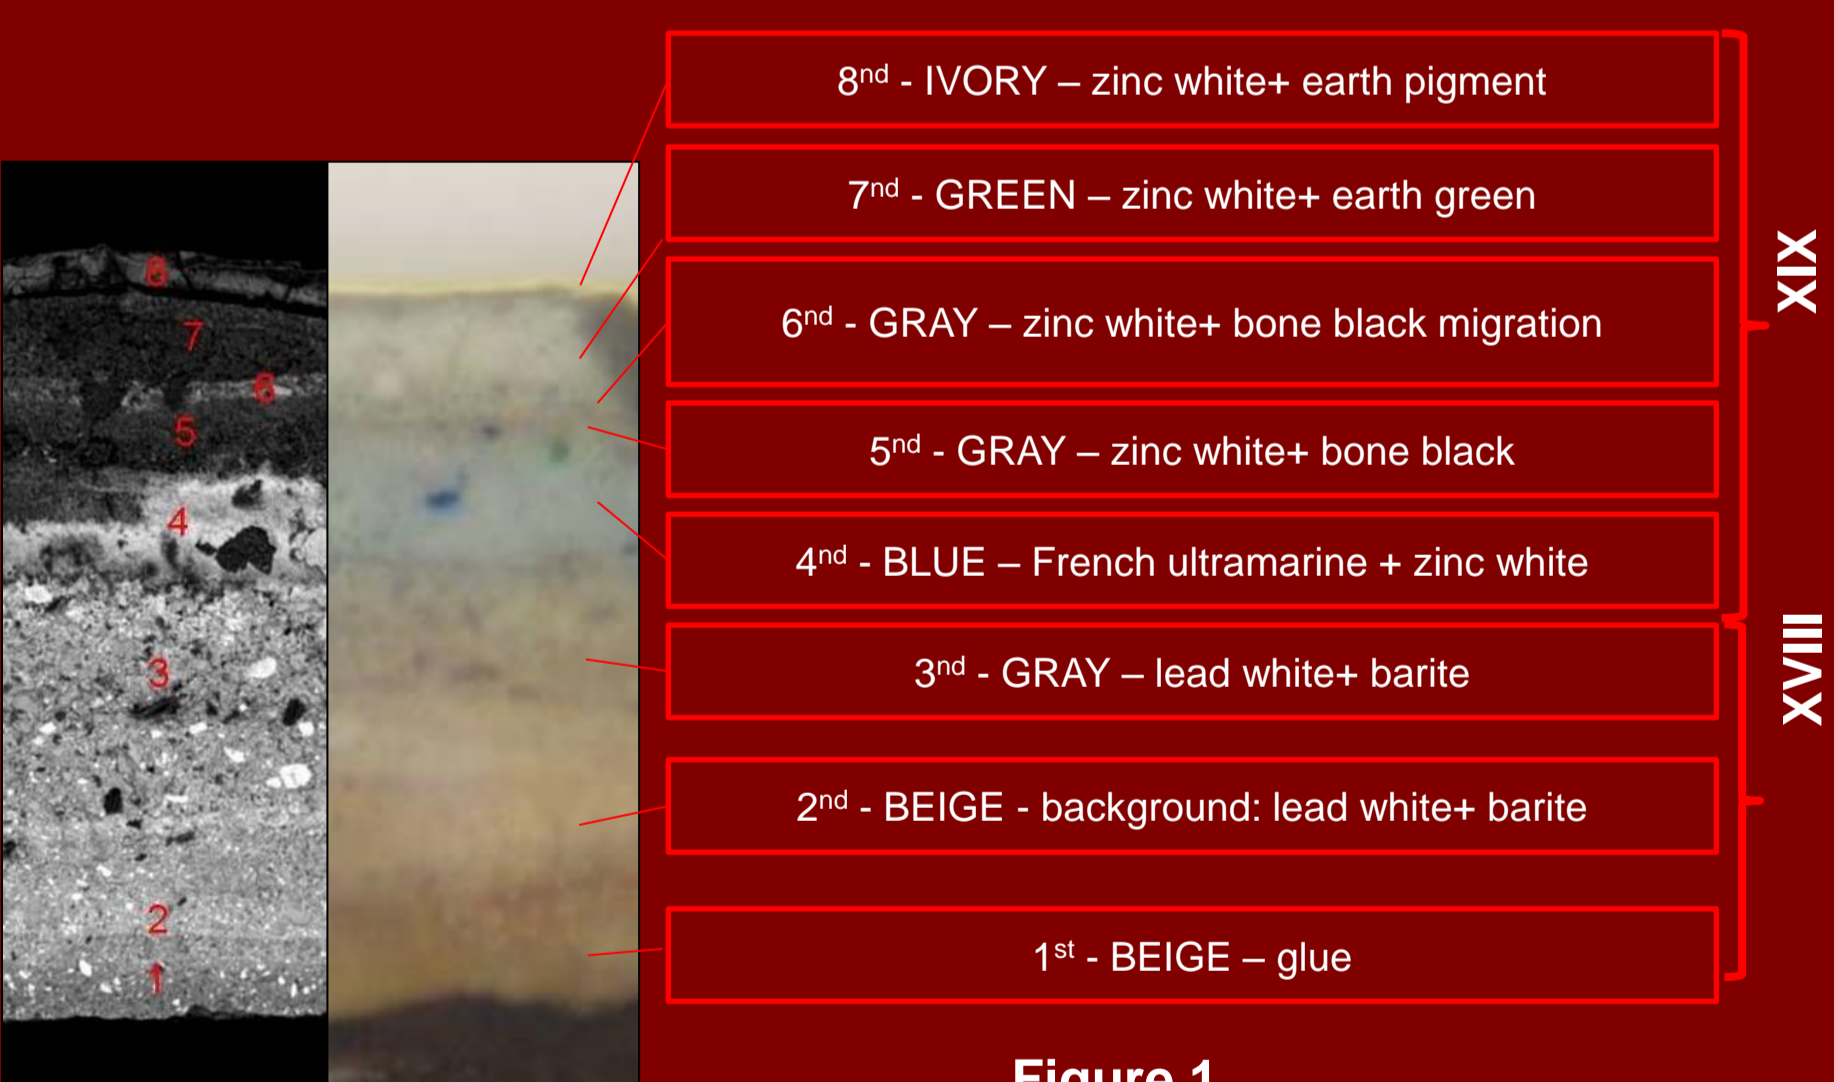 8nd - IVORY – zinc white+ earth pigment
7nd - GREEN – zinc white+ earth green
6nd - GRAY – zinc white+ bone black migration
5nd - GRAY – zinc white+ bone black
4nd - BLUE – French ultramarine + zinc white
3nd - GRAY – lead white+ barite
2nd - BEIGE - background: lead white+ barite
1st - BEIGE – glue
XIX
XVIII
8
7
6
5
4
3
2
1
Figure 1